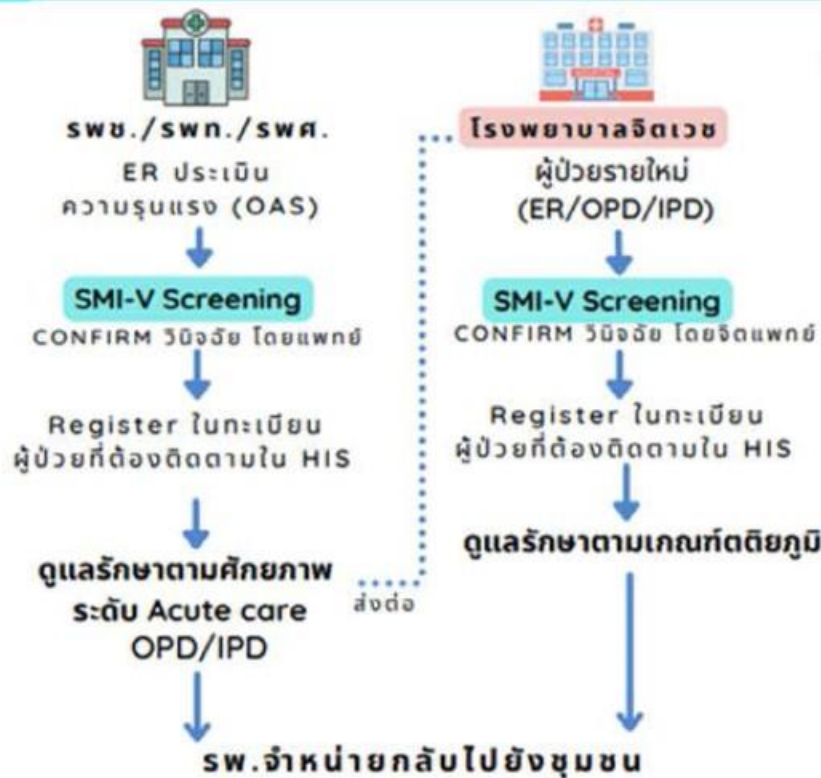 รพช./รพท./รพศ.
ER ประเมิน
ความรุนแรง (OAS)
SMI-V Screening
CONFIRM วินิจฉัย โดยแพทย์
Register ในทะเบียน
ผู้ป่วยที่ต้องติดตามใน HIS
ดูแลรักษาตามศักยภาพ
ระดับ Acute care
OPD/IPD
ส่งต่อ
HOSPITAL
โรงพยาบาลจิตเวช
ผู้ป่วยรายใหม่
(ER/OPD/IPD)
SMI-V Screening
CONFIRM วินิจฉัย โดยจิตแพทย์
Register ในทะเบียน
ผู้ป่วยที่ต้องติดตามใน HIS
ดูแลรักษาตามเกณฑ์ตติยภูมิ
รพ.จำหน่ายกลับไปยังชุมชน